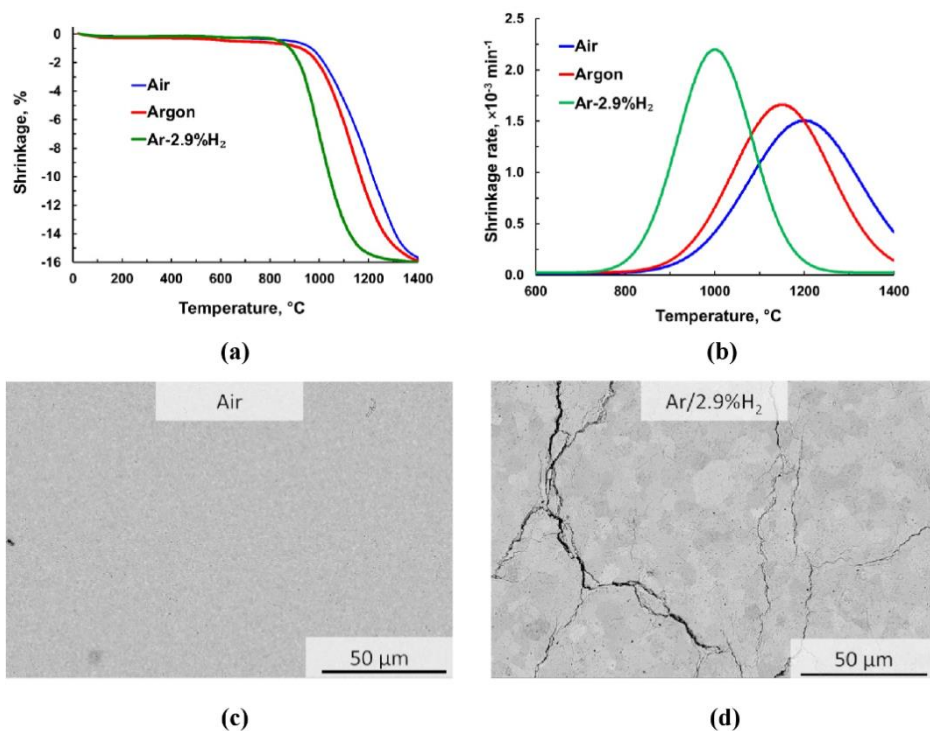 0
-2
-4
-6
-8
-10
-12
-14
-16
Shrinkage, %
Air
Argon
Ar-2.9%H₂
0 200 400 600 800 1000 1200 1400
Temperature, °C
(a)
2.5
2.0
1.5
1.0
0.5
0.0
Shrinkage rate, ×10⁻³ min⁻¹
Air
Argon
Ar-2.9%H₂
600 800 1000 1200 1400
Temperature, °C
(b)
Air
50 µm
(c)
Ar/2.9%H₂
50 µm
(d)